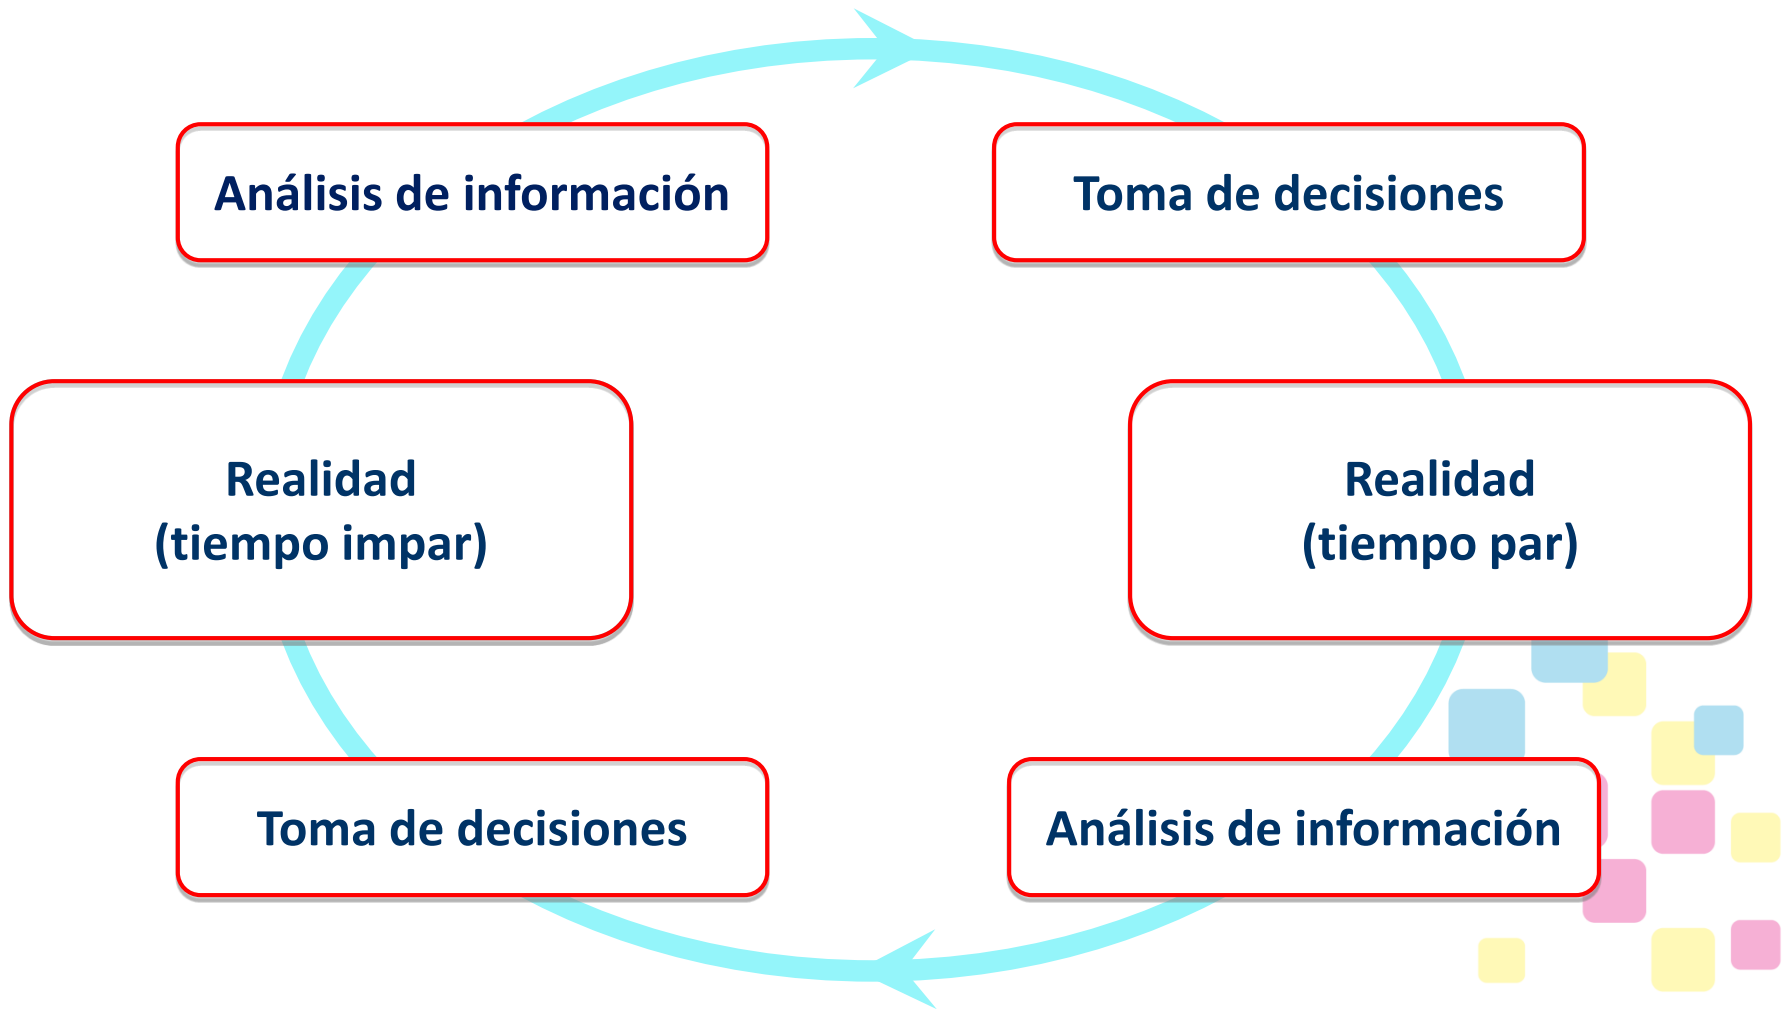 Análisis de información
Toma de decisiones
Realidad
(tiempo impar)
Realidad
(tiempo par)
Toma de decisiones
Análisis de información